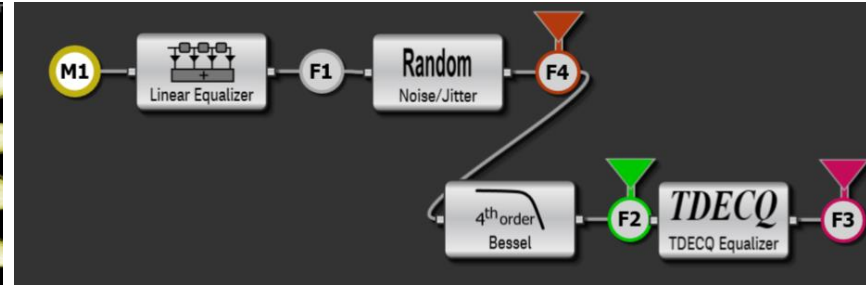 M1
+
Linear Equalizer
F1
Random
Noise/Jitter
F4
4th order
Bessel
F2
TDECQ
TDECQ Equalizer
F3